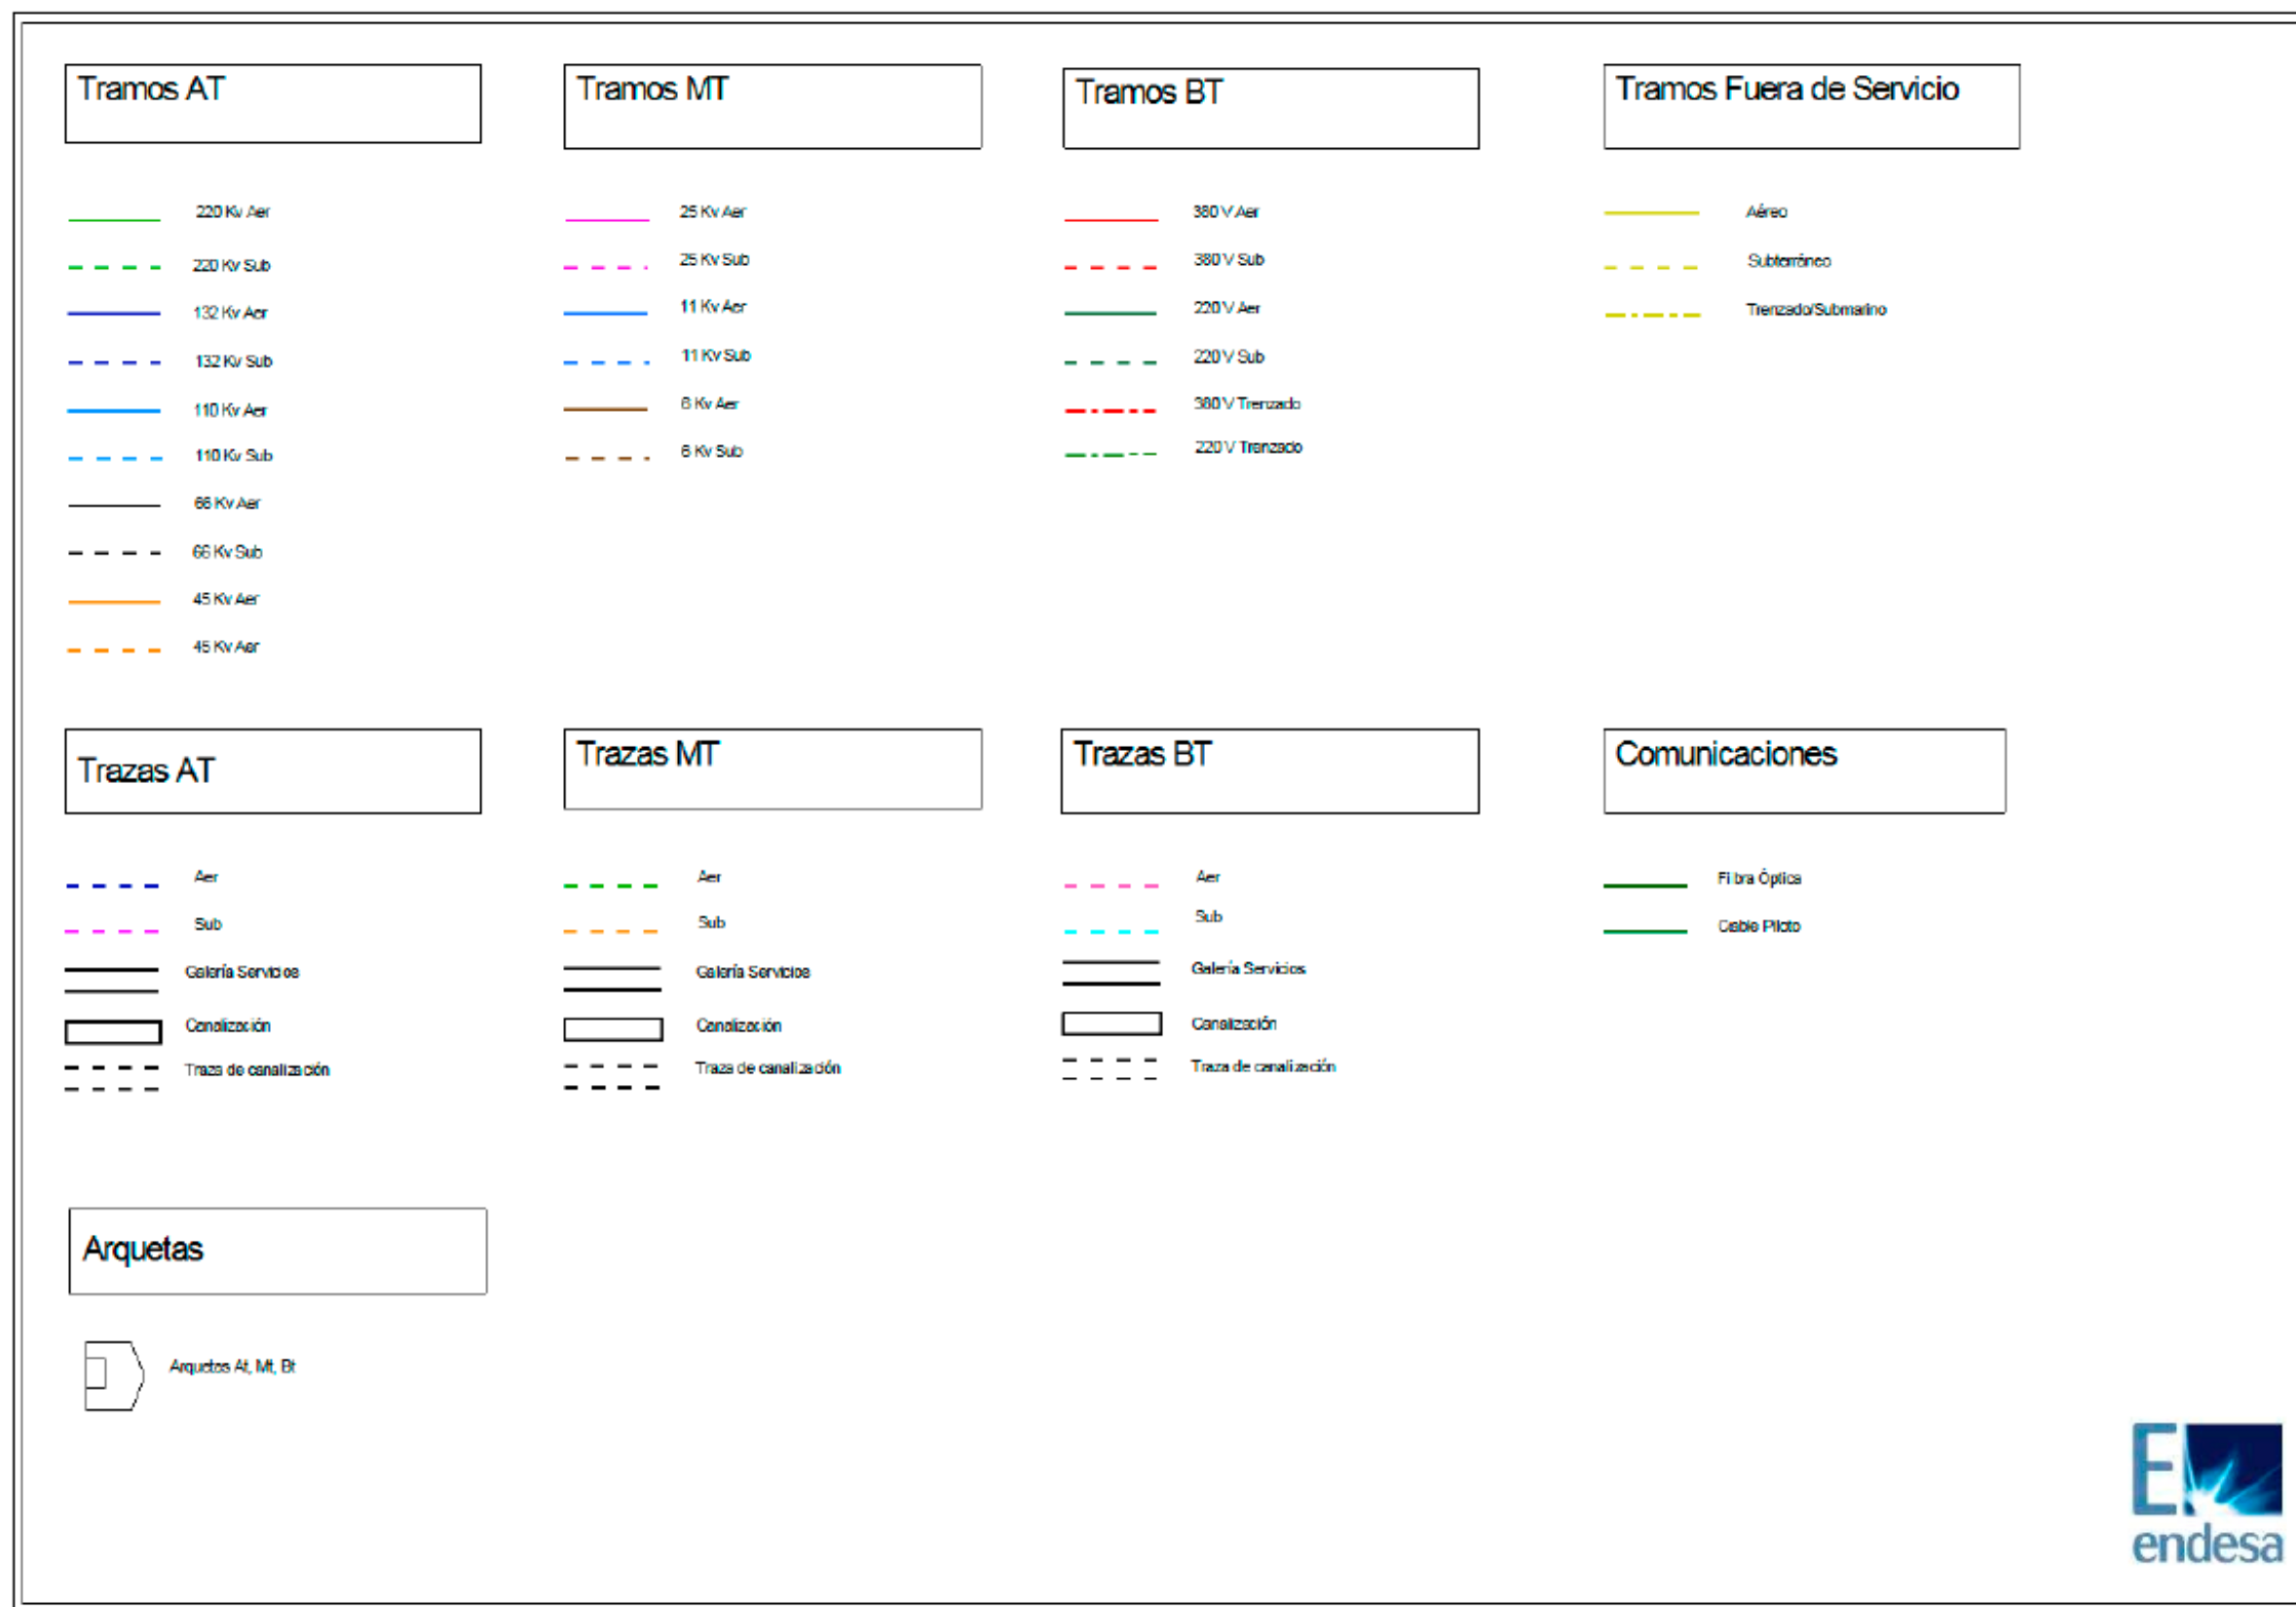 Tramos AT
220 Kv Aer
220 Kv Sub
132 Kv Aer
132 Kv Sub
110 Kv Aer
110 Kv Sub
66 Kv Aer
66 Kv Sub
45 Kv Aer
45 Kv Aer
Tramos MT
25 Kv Aer
25 Kv Sub
11 Kv Aer
11 Kv Sub
6 Kv Aer
6 Kv Sub
Tramos BT
380 V Aer
380 V Sub
220 V Aer
220 V Sub
380 V Trenzado
220 V Trenzado
Tramos Fuera de Servicio
Aéreo
Subterráneo
Trenzado/Submarino
Trazas AT
Aer
Sub
Galería Servicios
Canalización
Traza de canalización
Trazas MT
Aer
Sub
Galería Servicios
Canalización
Traza de canalización
Trazas BT
Aer
Sub
Galería Servicios
Canalización
Traza de canalización
Comunicaciones
Fibra Óptica
Cable Piloto
Arquetas
Arquetas At, Mt, Bt
E
endesa